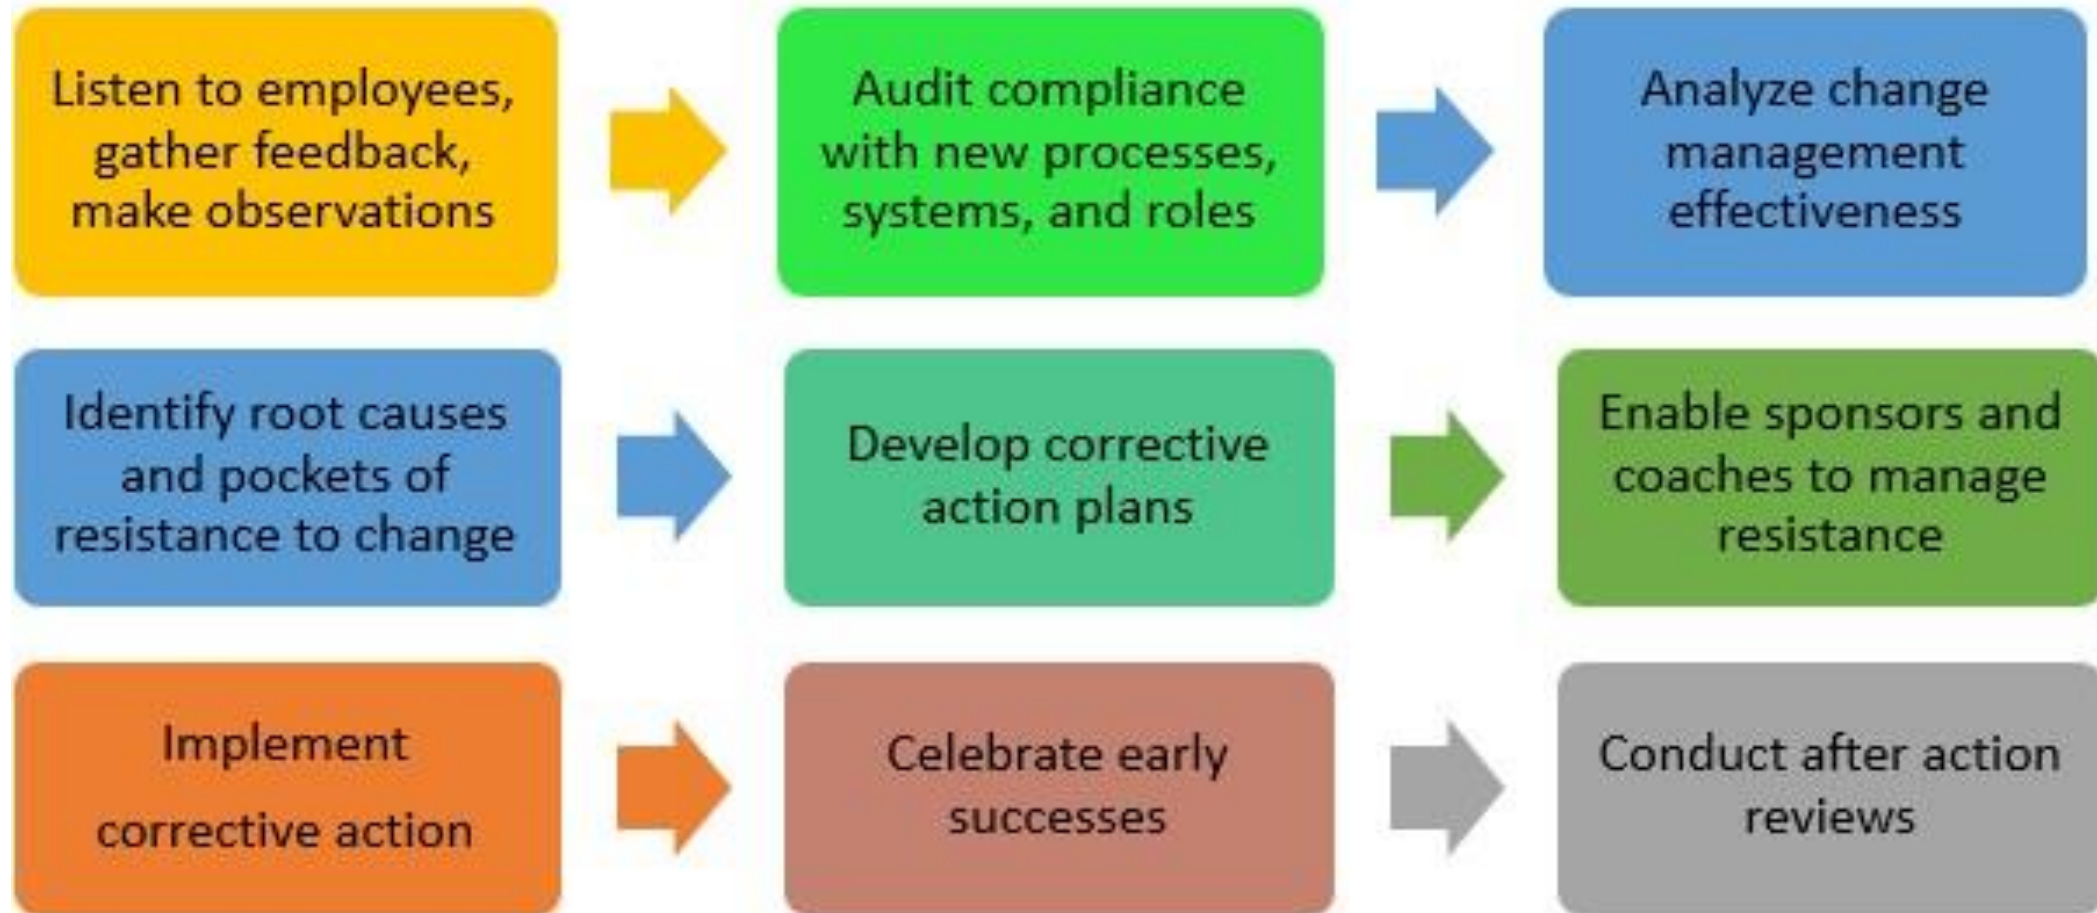 Listen to employees,
gather feedback,
make observations
Audit compliance
with new processes,
systems, and roles
Analyze change
management
effectiveness
Identify root causes
and pockets of
resistance to change
Develop corrective
action plans
Enable sponsors and
coaches to manage
resistance
Implement
corrective action
Celebrate early
successes
Conduct after action
reviews